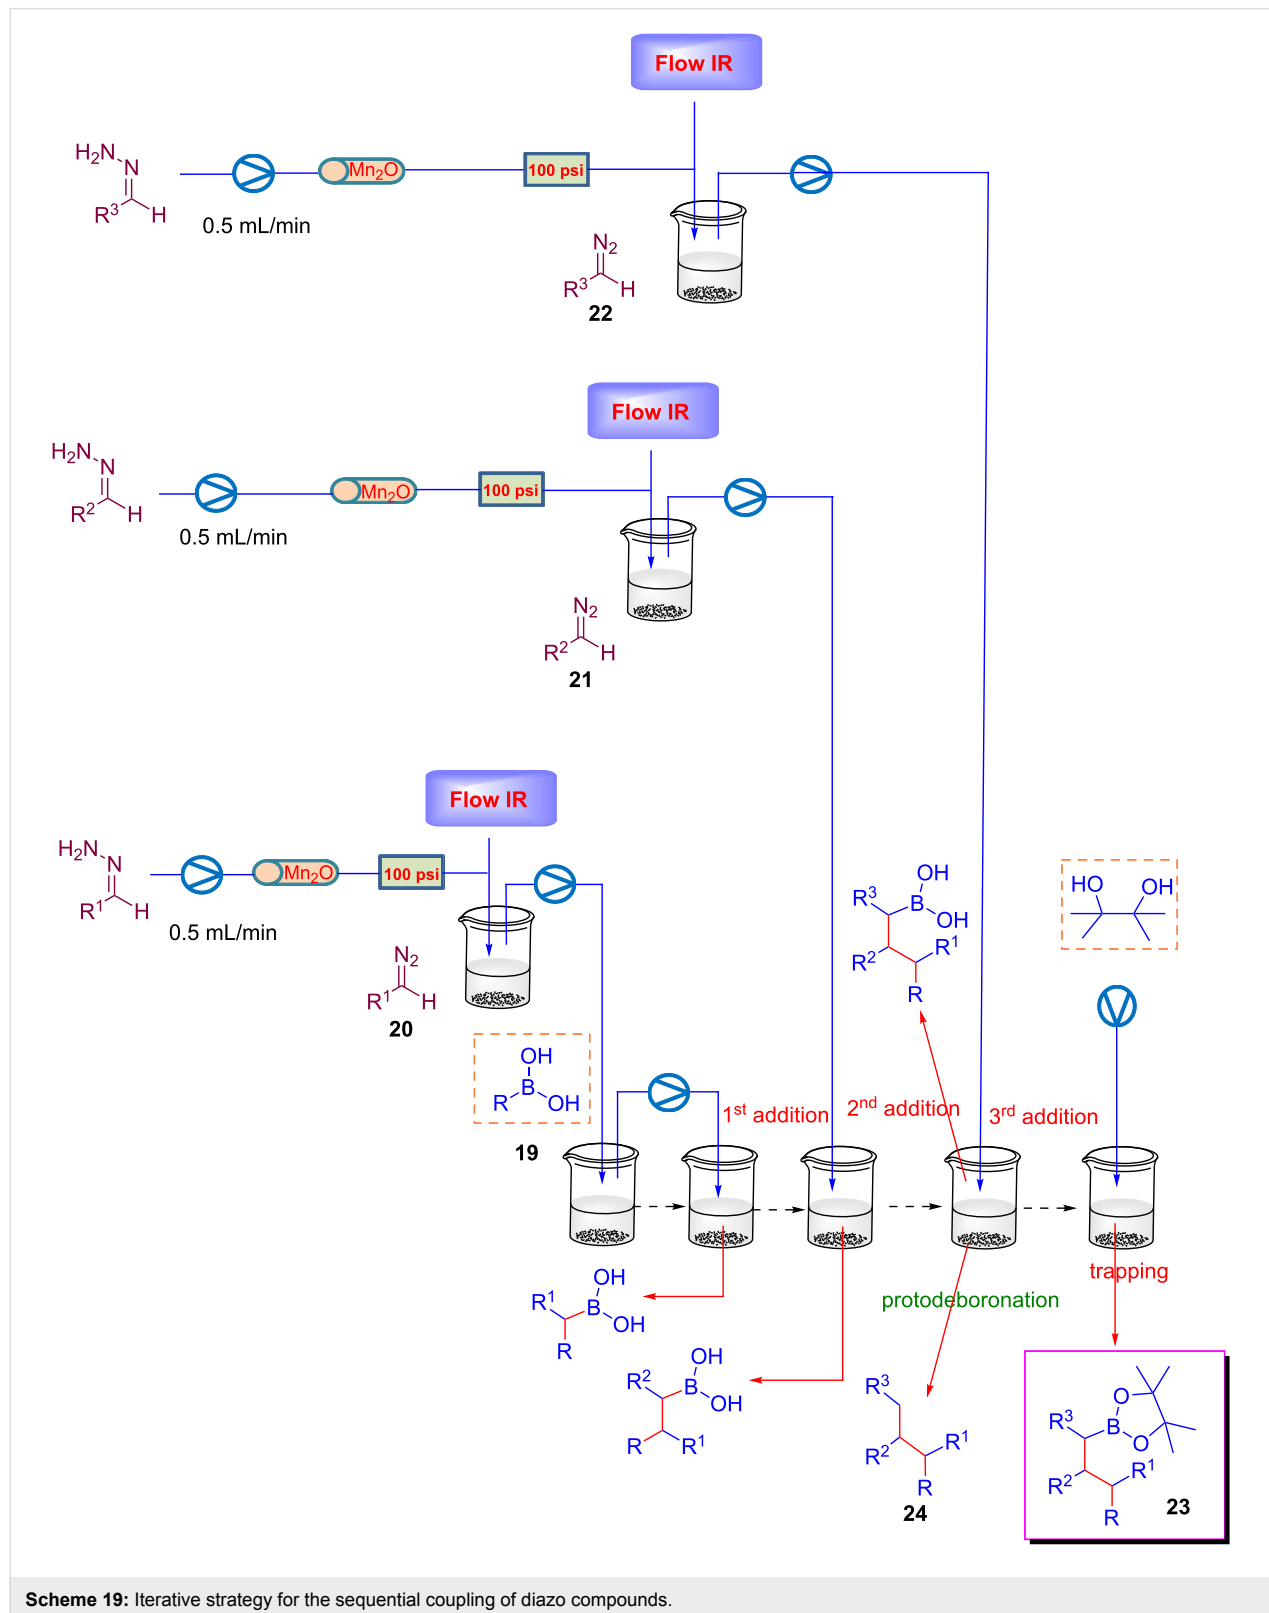 Flow IR
H₂N
N
R³ H
Mn₂O
100 psi
0.5 mL/min
N₂
R³ H
22
Flow IR
H₂N
N
R² H
Mn₂O
100 psi
0.5 mL/min
N₂
R² H
21
Flow IR
H₂N
N
R¹ H
Mn₂O
100 psi
0.5 mL/min
N₂
R¹ H
20
OH
R³ B
OH
R² R¹
R
HO OH
OH
B
R OH
19
1st addition
2nd addition
3rd addition
OH
R¹ B
OH
R
trapping
protodeboronation
OH
R² B
OH
R R¹
R³
R² R¹
R
24
O
R³ B
O
R² R¹
R
23
Scheme 19: Iterative strategy for the sequential coupling of diazo compounds.